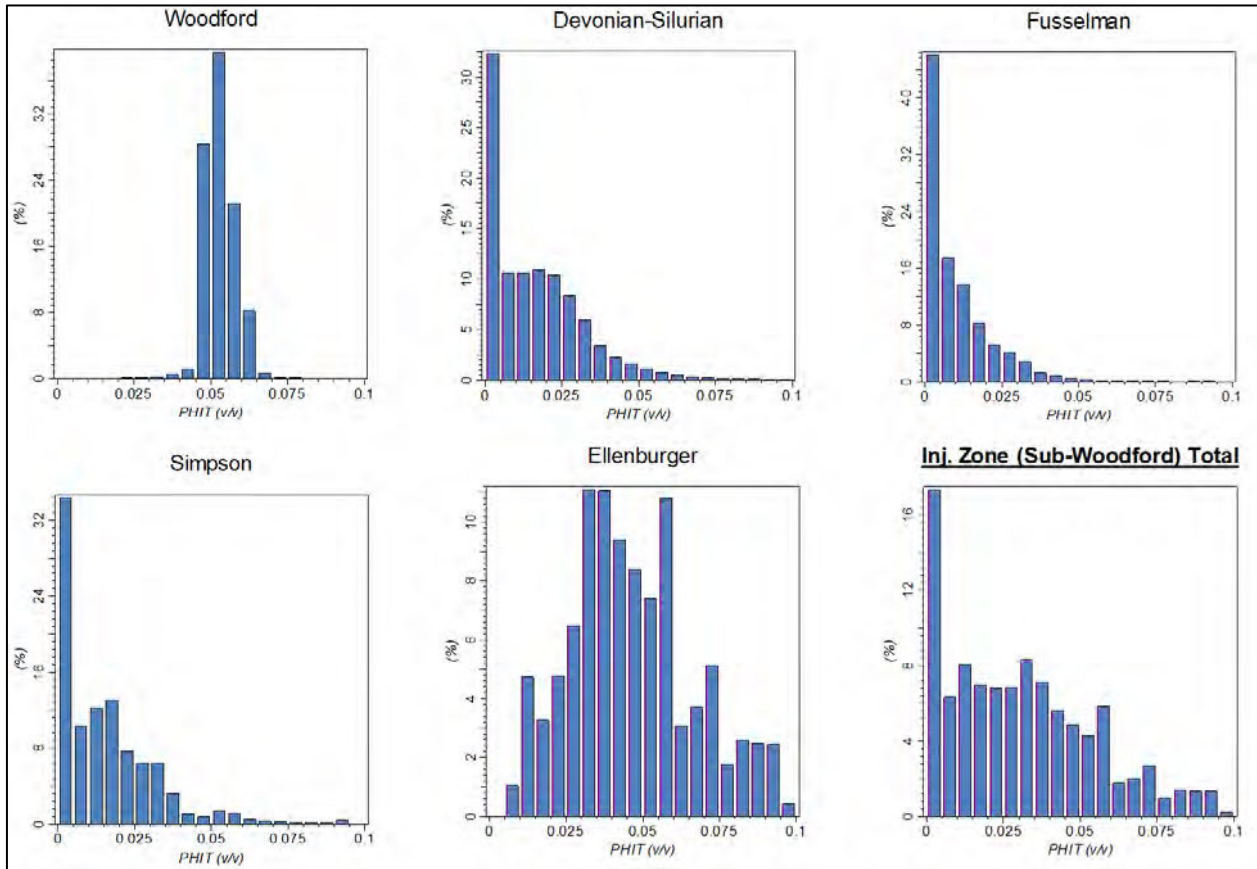 Woodford
Devonian-Silurian
Fusselman
32
24
16
8
0
(%)
0 0.025 0.05 0.075 0.1
PHIT (v/v)
30
25
20
15
10
5
0
(%)
0 0.025 0.05 0.075 0.1
PHIT (v/v)
40
32
24
16
8
0
(%)
0 0.025 0.05 0.075 0.1
PHIT (v/v)
Simpson
Ellenburger
Inj. Zone (Sub-Woodford) Total
32
24
16
8
0
(%)
0 0.025 0.05 0.075 0.1
PHIT (v/v)
10
8
6
4
2
0
(%)
0 0.025 0.05 0.075 0.1
PHIT (v/v)
16
12
8
4
0
(%)
0 0.025 0.05 0.075 0.1
PHIT (v/v)